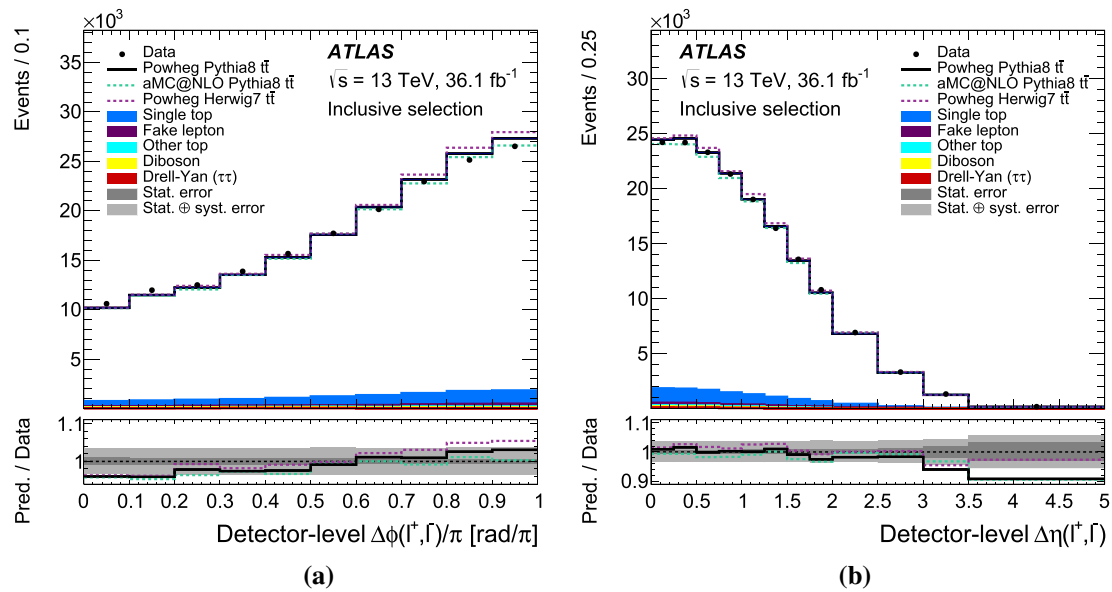 ×10³
Events / 0.1
35
30
25
20
15
10
5
Data
Powheg Pythia8 tt̄
aMC@NLO Pythia8 tt̄
Powheg Herwig7 tt̄
Single top
Fake lepton
Other top
Diboson
Drell-Yan (ττ)
Stat. error
Stat. ⊕ syst. error
ATLAS
√s = 13 TeV, 36.1 fb⁻¹
Inclusive selection
Pred. / Data
1.1
1
0 0.1 0.2 0.3 0.4 0.5 0.6 0.7 0.8 0.9 1
Detector-level Δϕ(l⁺,l⁻)/π [rad/π]
(a)
×10³
Events / 0.25
30
25
20
15
10
5
ATLAS
√s = 13 TeV, 36.1 fb⁻¹
Inclusive selection
Data
Powheg Pythia8 tt̄
aMC@NLO Pythia8 tt̄
Powheg Herwig7 tt̄
Single top
Fake lepton
Other top
Diboson
Drell-Yan (ττ)
Stat. error
Stat. ⊕ syst. error
Pred. / Data
1.1
1
0.9
0 0.5 1 1.5 2 2.5 3 3.5 4 4.5 5
Detector-level Δη(l⁺,l⁻)
(b)